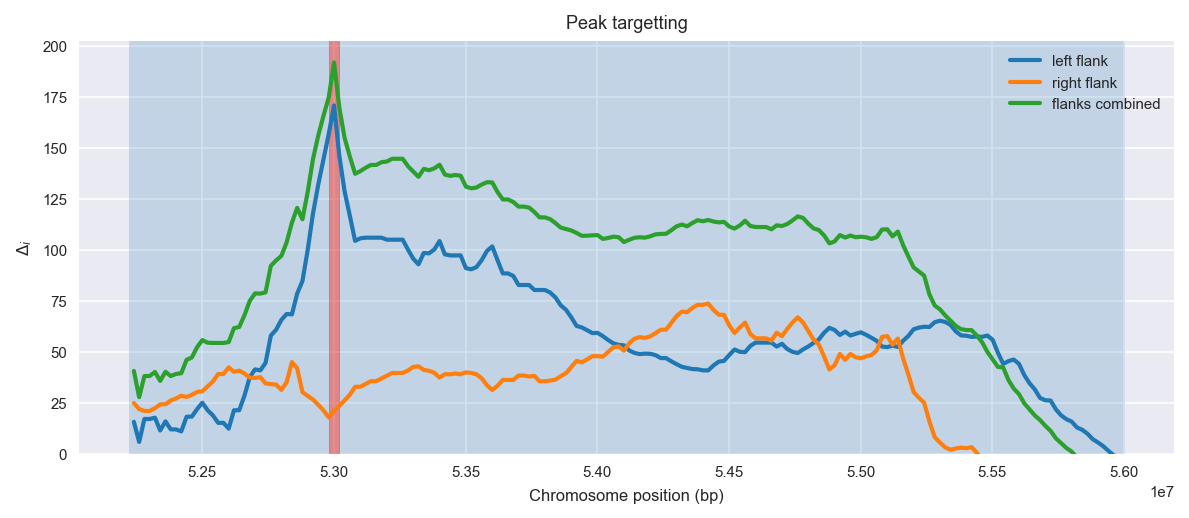 Peak targetting
200
175
150
125
100
75
50
25
0
Δi
left flank
right flank
flanks combined
5.25 5.30 5.35 5.40 5.45 5.50 5.55 5.60
1e7
Chromosome position (bp)